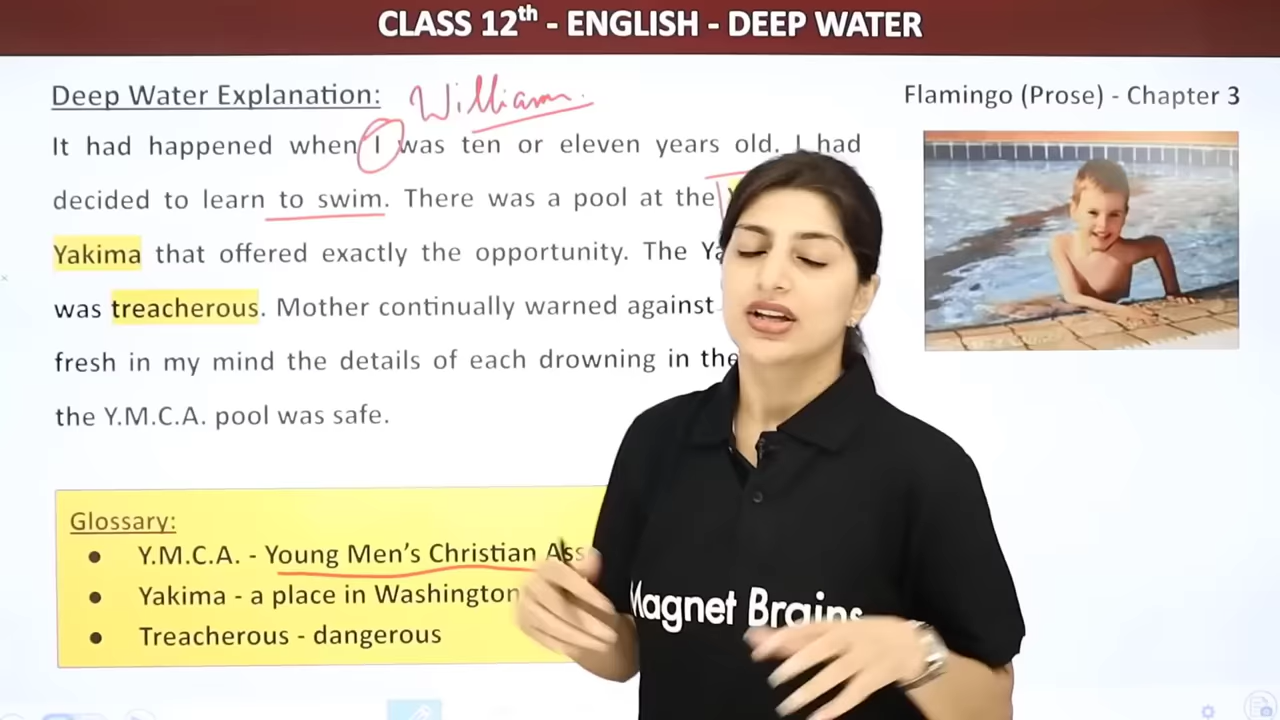 CLASS 12th - ENGLISH - DEEP WATER
Deep Water Explanation:
William.
Flamingo (Prose) - Chapter 3
It had happened when I was ten or eleven years old. I had
decided to learn to swim. There was a pool at the
Yakima that offered exactly the opportunity. The
was treacherous. Mother continually warned against
fresh in my mind the details of each drowning in the
the Y.M.C.A. pool was safe.
Glossary:
● Y.M.C.A. - Young Men's Christian
● Yakima - a place in Washington
● Treacherous - dangerous
Magnet Brains